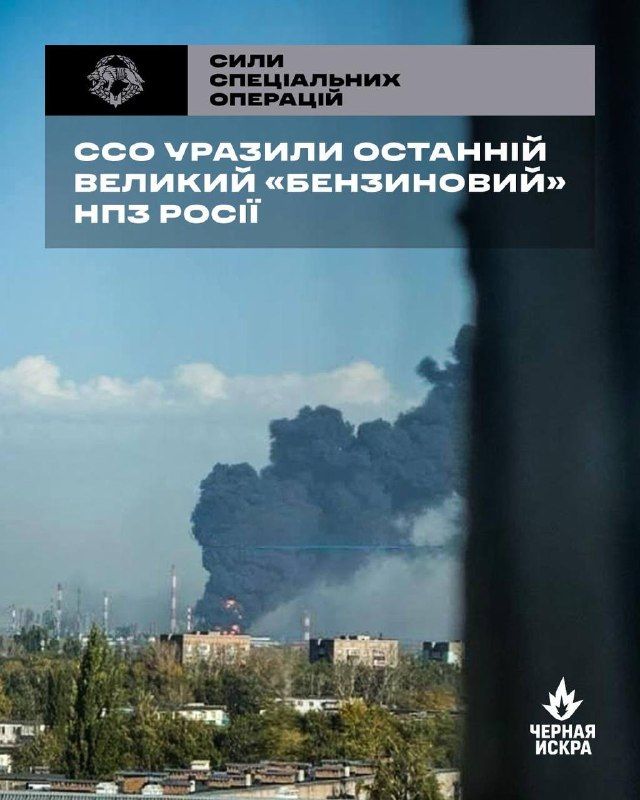 СИЛИ
СПЕЦІАЛЬНИХ
ОПЕРАЦІЙ
ССО УРАЗИЛИ ОСТАННІЙ
ВЕЛИКИЙ «БЕНЗИНОВИЙ»
НПЗ РОСІЇ
ЧЕРНАЯ
ИСКРА